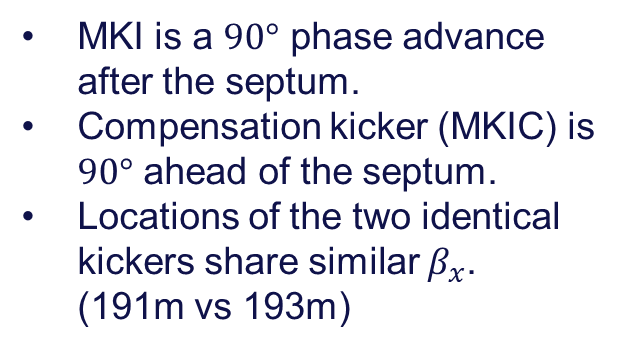 • MKI is a 90° phase advance
after the septum.
• Compensation kicker (MKIC) is
90° ahead of the septum.
• Locations of the two identical
kickers share similar βₓ.
(191m vs 193m)